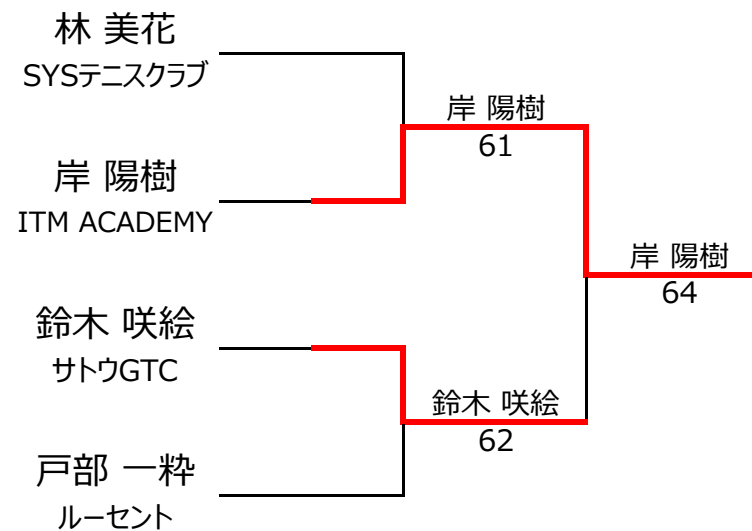 林 美花
SYSテニスクラブ
岸 陽樹
61
岸 陽樹
ITM ACADEMY
岸 陽樹
64
鈴木 咲絵
サトウGTC
鈴木 咲絵
62
戸部 一粋
ルーセント